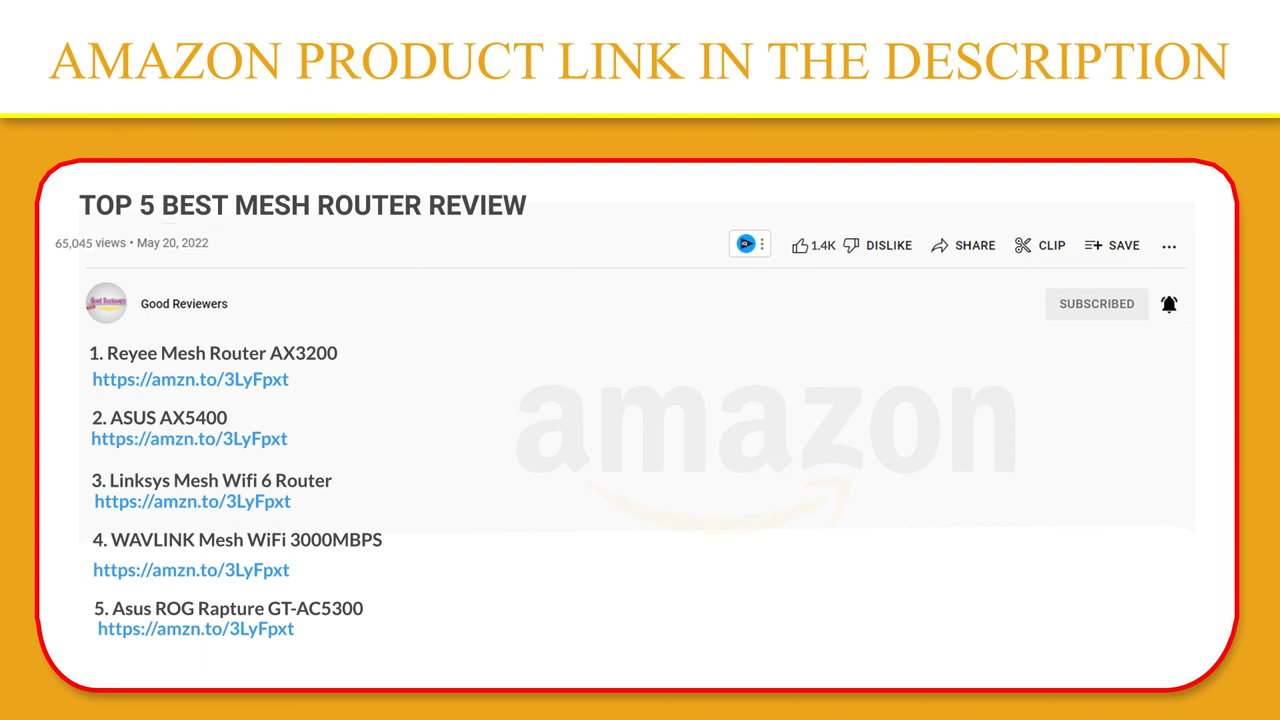 AMAZON PRODUCT LINK IN THE DESCRIPTION
TOP 5 BEST MESH ROUTER REVIEW
65,045 views • May 20, 2022
1.4K DISLIKE SHARE CLIP SAVE ...
Good Reviewers
SUBSCRIBED
1. Reyee Mesh Router AX3200
https://amzn.to/3LyFpxt
2. ASUS AX5400
https://amzn.to/3LyFpxt
3. Linksys Mesh Wifi 6 Router
https://amzn.to/3LyFpxt
4. WAVLINK Mesh WiFi 3000MBPS
https://amzn.to/3LyFpxt
5. Asus ROG Rapture GT-AC5300
https://amzn.to/3LyFpxt
amazon